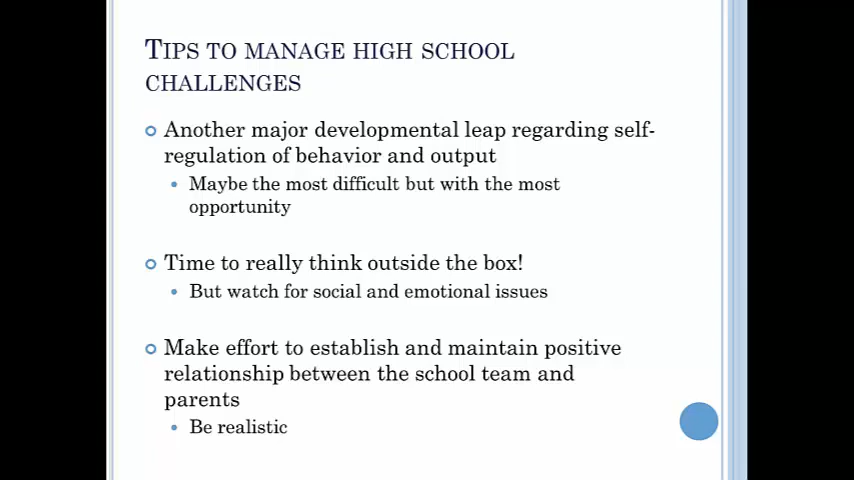 TIPS TO MANAGE HIGH SCHOOL
CHALLENGES
Another major developmental leap regarding self-
regulation of behavior and output
Maybe the most difficult but with the most
opportunity
Time to really think outside the box!
But watch for social and emotional issues
Make effort to establish and maintain positive
relationship between the school team and
parents
Be realistic